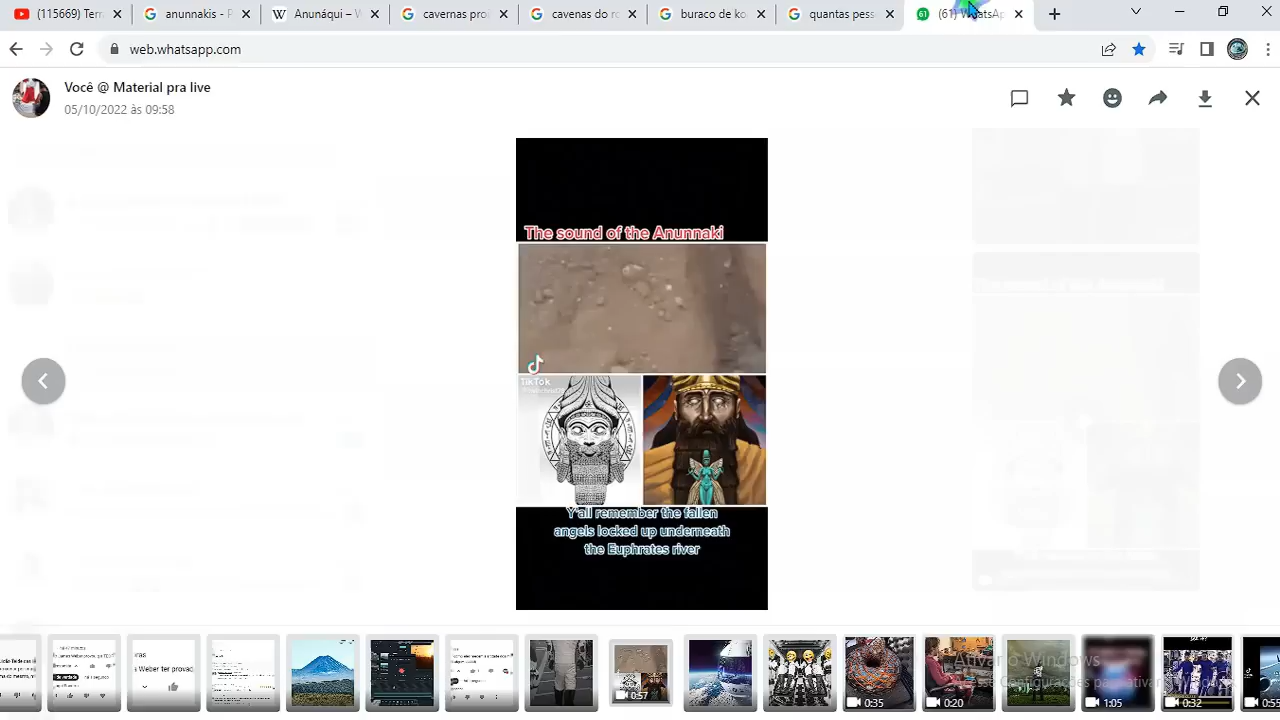 (115669) Terra
anunnakis - P
Anunáqui – W
cavernas pro
cavenas do ro
buraco de ko
quantas pess
(61) WhatsAp
web.whatsapp.com
Você @ Material pra live
05/10/2022 às 09:58
The sound of the Anunnaki
TikTok
Y'all remember the fallen
angels locked up underneath
the Euphrates river
Ativar o Windows
0:57
0:35
0:20
1:05
0:32